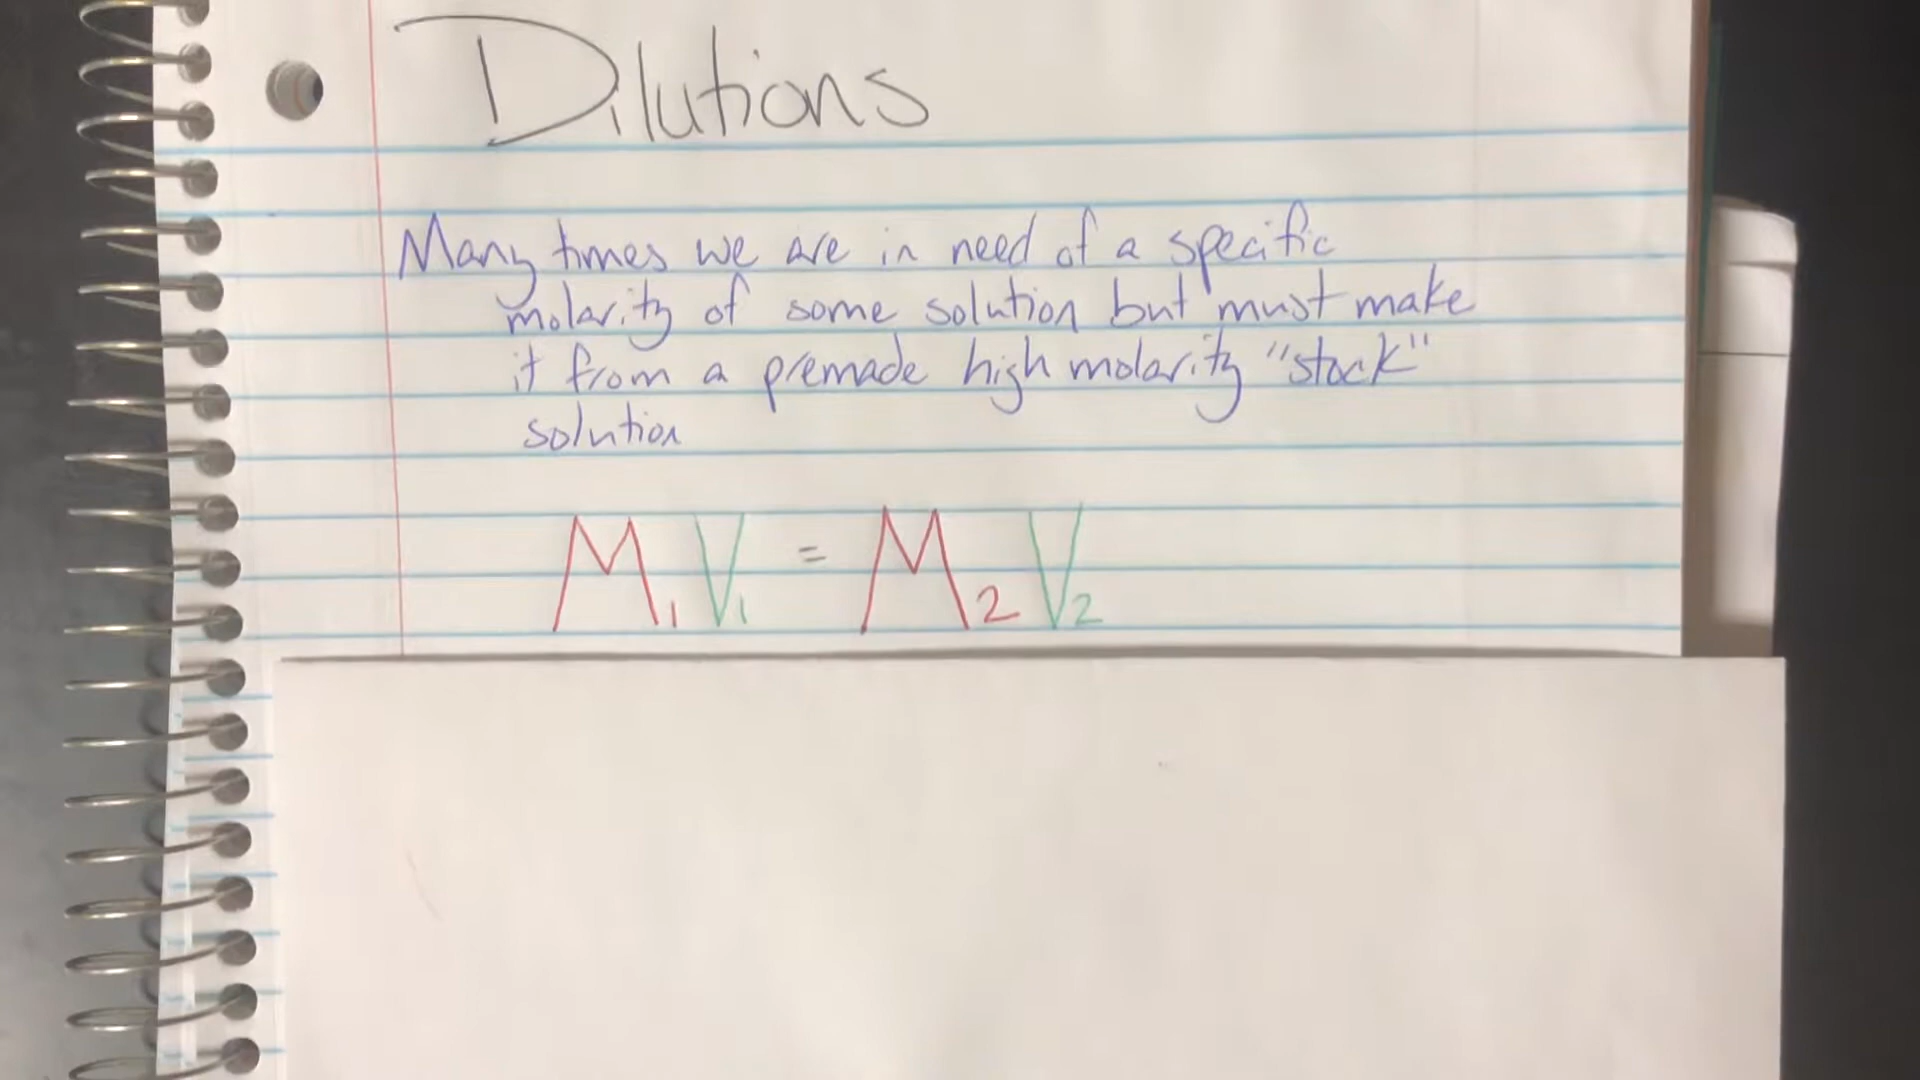 Dilutions
Many times we are in need of a specific
molarity of some solution but must make
it from a premade high molarity "stock"
solution
M₁V₁ = M₂V₂